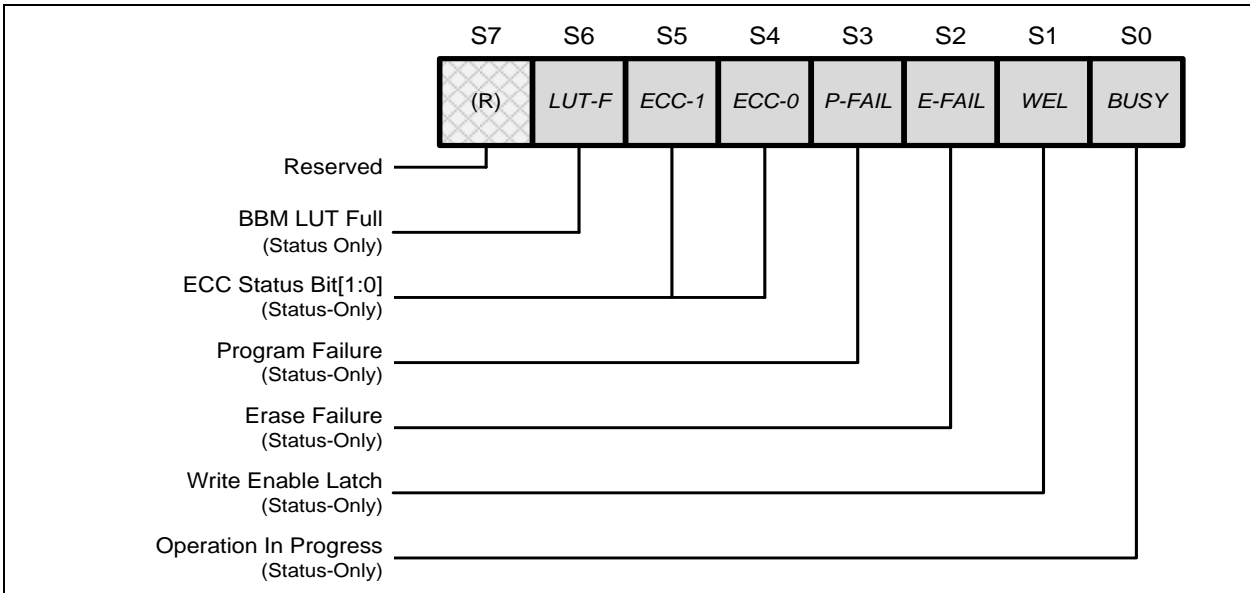 S7 S6 S5 S4 S3 S2 S1 S0
(R) LUT-F ECC-1 ECC-0 P-FAIL E-FAIL WEL BUSY
Reserved
BBM LUT Full
(Status Only)
ECC Status Bit[1:0]
(Status-Only)
Program Failure
(Status-Only)
Erase Failure
(Status-Only)
Write Enable Latch
(Status-Only)
Operation In Progress
(Status-Only)